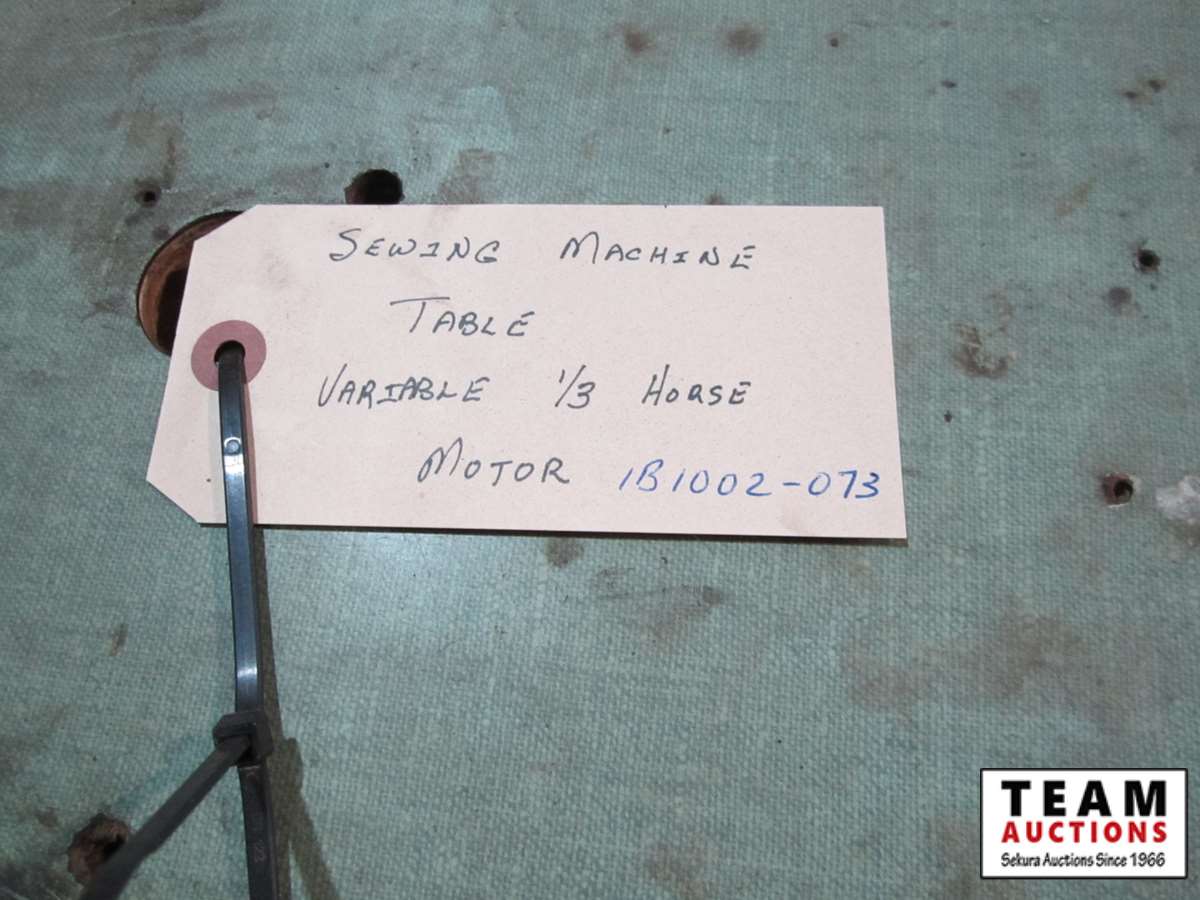 SEWING MACHINE
TABLE
VARIABLE 1/3 HORSE
MOTOR 1B1002-073
TEAM
AUCTIONS
Sekura Auctions Since 1966